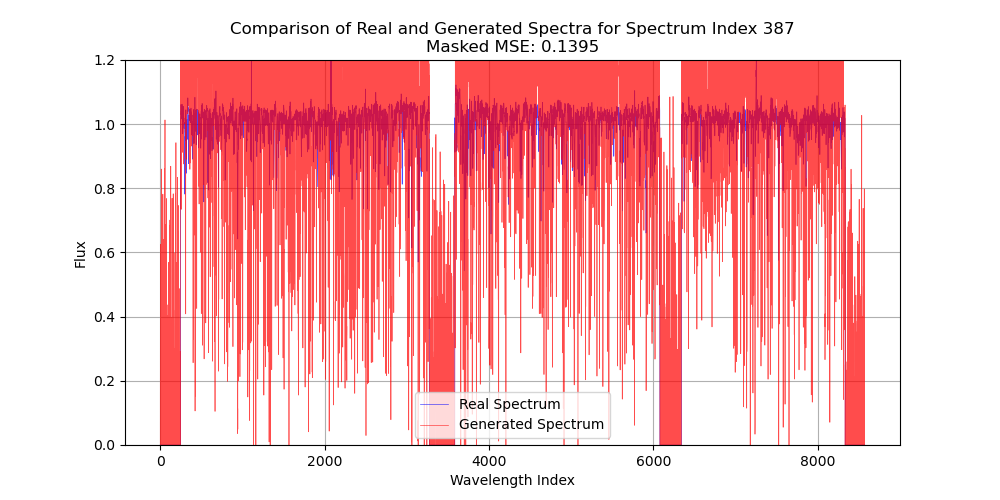 Comparison of Real and Generated Spectra for Spectrum Index 387
Masked MSE: 0.1395
1.2
1.0
0.8
0.6
0.4
0.2
0.0
Flux
Real Spectrum
Generated Spectrum
0 2000 4000 6000 8000
Wavelength Index